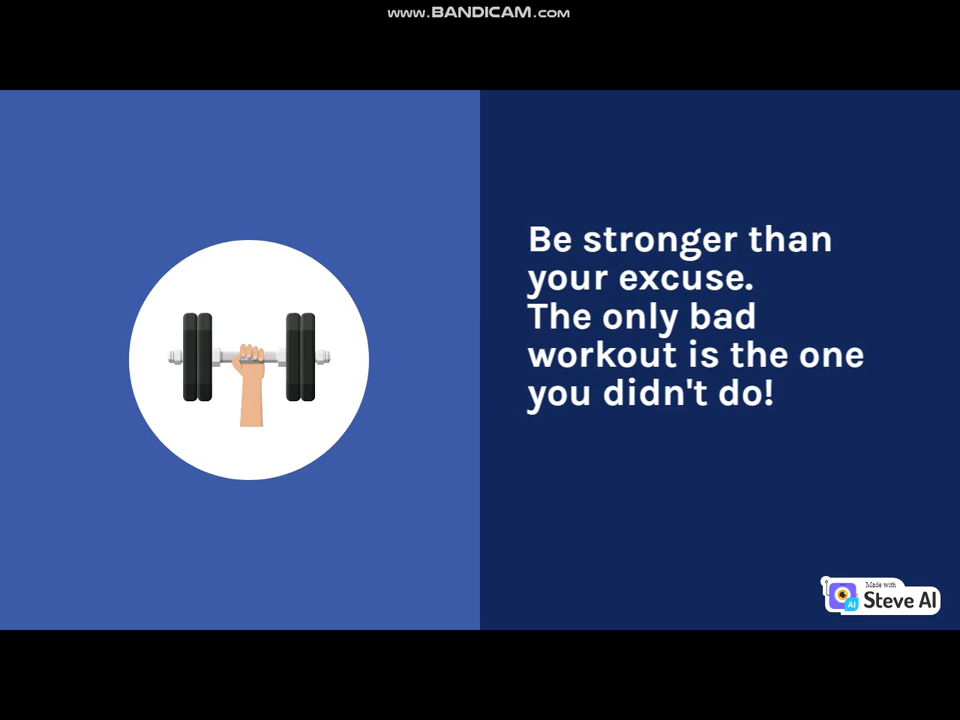 www.BANDICAM.com
Be stronger than
your excuse.
The only bad
workout is the one
you didn't do!
Made with
Steve AI
AI